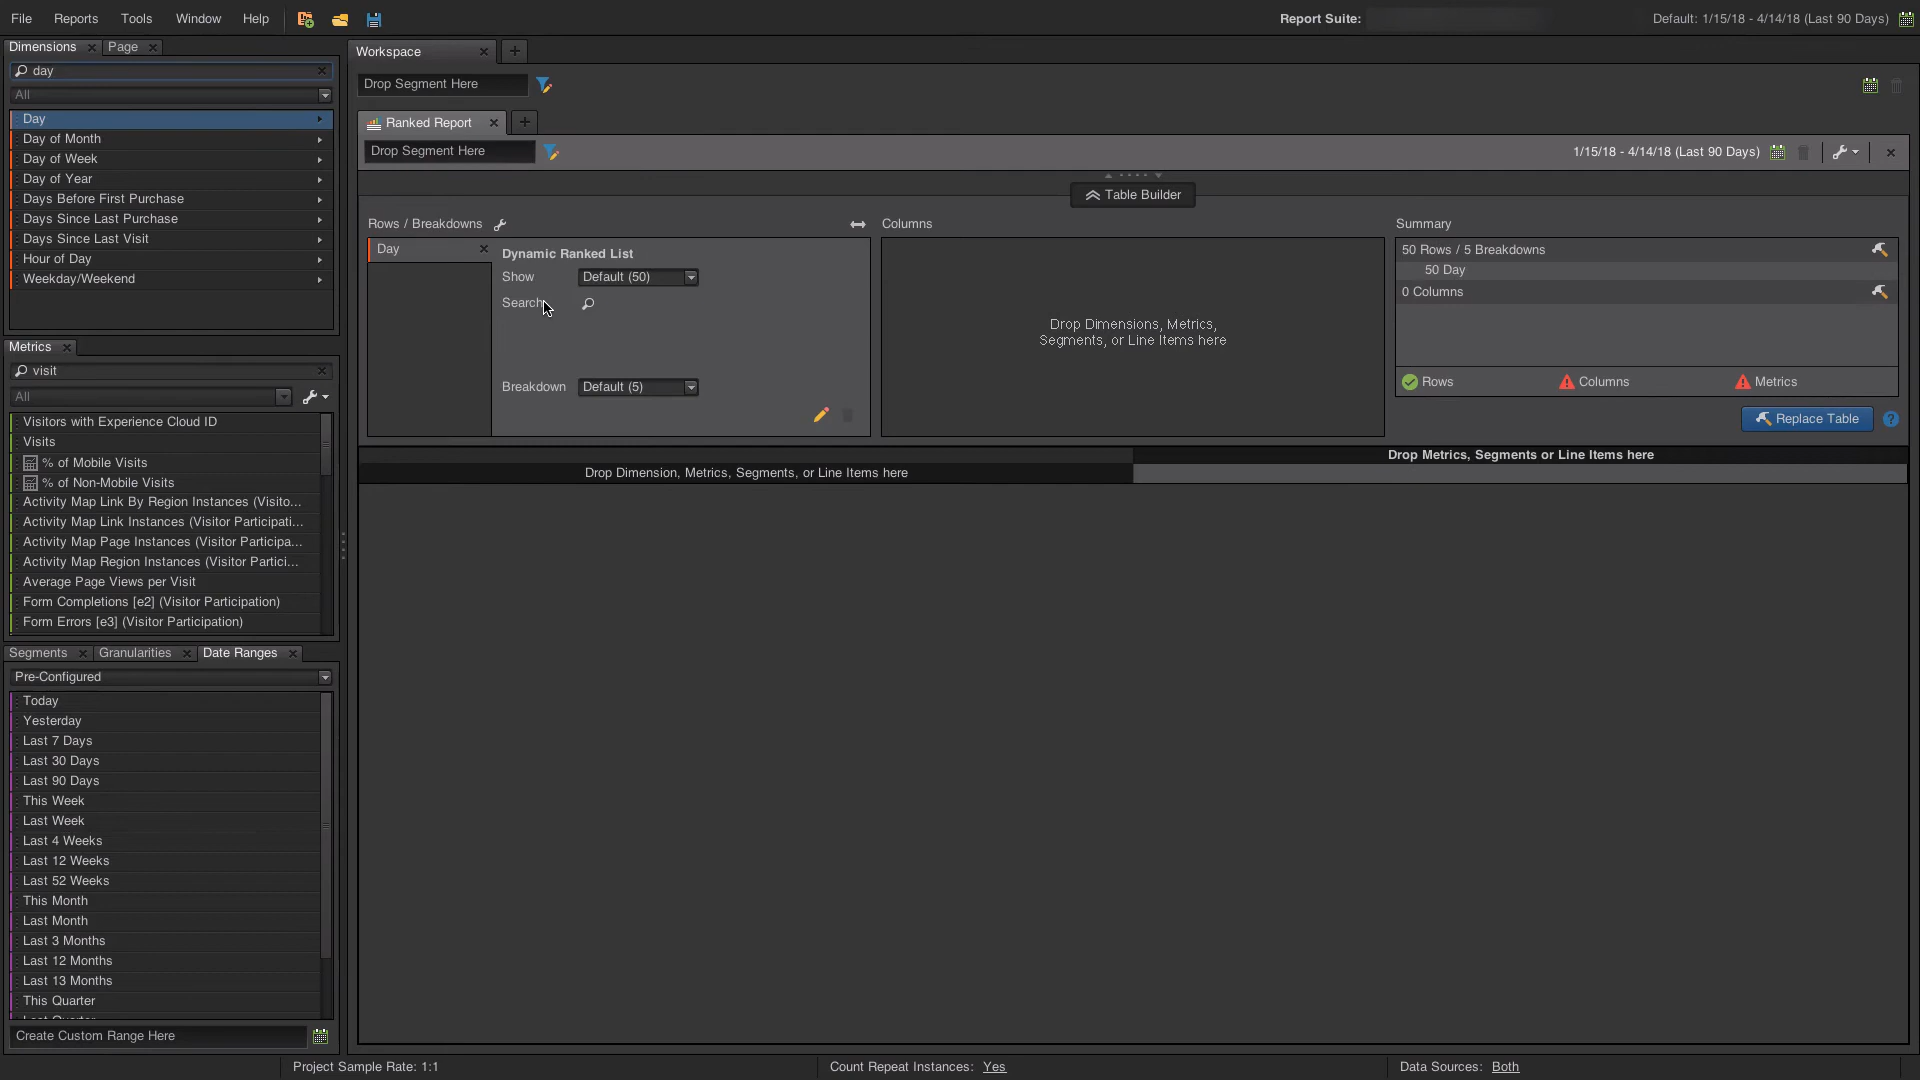 File Reports Tools Window Help
Report Suite:
Default: 1/15/18 - 4/14/18 (Last 90 Days)
Dimensions
Page
day
All
Day
Day of Month
Day of Week
Day of Year
Days Before First Purchase
Days Since Last Purchase
Days Since Last Visit
Hour of Day
Weekday/Weekend
Metrics
visit
All
Visitors with Experience Cloud ID
Visits
% of Mobile Visits
% of Non-Mobile Visits
Activity Map Link By Region Instances (Visito...
Activity Map Link Instances (Visitor Participati...
Activity Map Page Instances (Visitor Participa...
Activity Map Region Instances (Visitor Partici...
Average Page Views per Visit
Form Completions [e2] (Visitor Participation)
Form Errors [e3] (Visitor Participation)
Segments
Granularities
Date Ranges
Pre-Configured
Today
Yesterday
Last 7 Days
Last 30 Days
Last 90 Days
This Week
Last Week
Last 4 Weeks
Last 12 Weeks
Last 52 Weeks
This Month
Last Month
Last 3 Months
Last 12 Months
Last 13 Months
This Quarter
Last Quarter
Create Custom Range Here
Workspace
Drop Segment Here
Ranked Report
Drop Segment Here
1/15/18 - 4/14/18 (Last 90 Days)
Table Builder
Rows / Breakdowns
Day
Dynamic Ranked List
Show Default (50)
Search
Breakdown Default (5)
Columns
Drop Dimensions, Metrics,
Segments, or Line Items here
Summary
50 Rows / 5 Breakdowns
50 Day
0 Columns
Rows
Columns
Metrics
Replace Table
Drop Dimension, Metrics, Segments, or Line Items here
Drop Metrics, Segments or Line Items here
Project Sample Rate: 1:1
Count Repeat Instances: Yes
Data Sources: Both